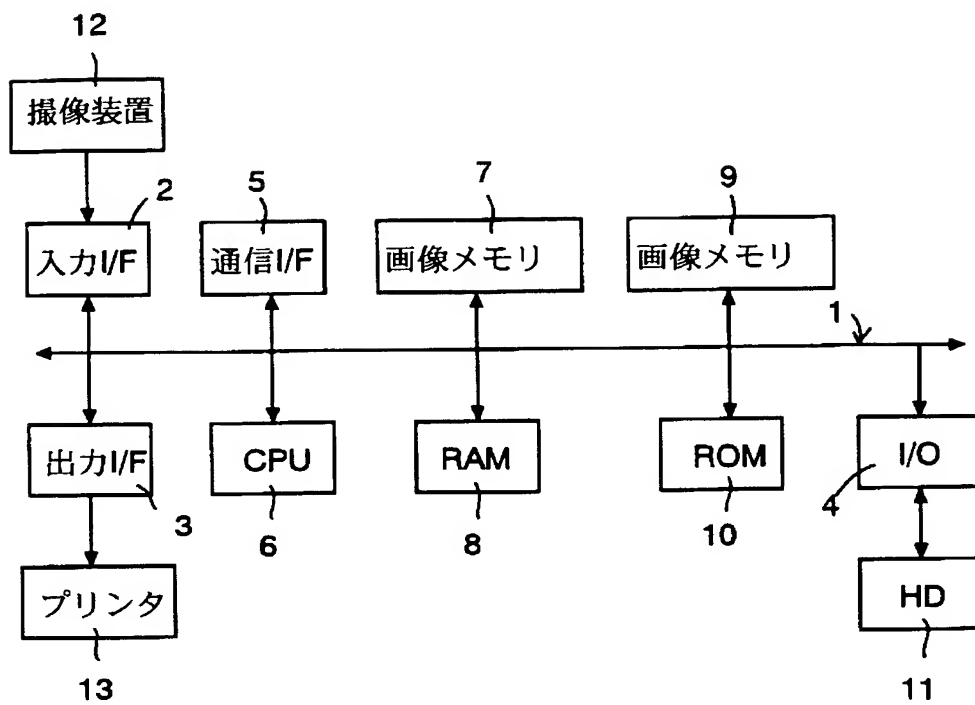 12
撮像装置
2
5
7
9
入力I/F
通信I/F
画像メモリ
画像メモリ
1
出力I/F
CPU
RAM
ROM
I/O
3
6
8
10
4
プリンタ
HD
13
11